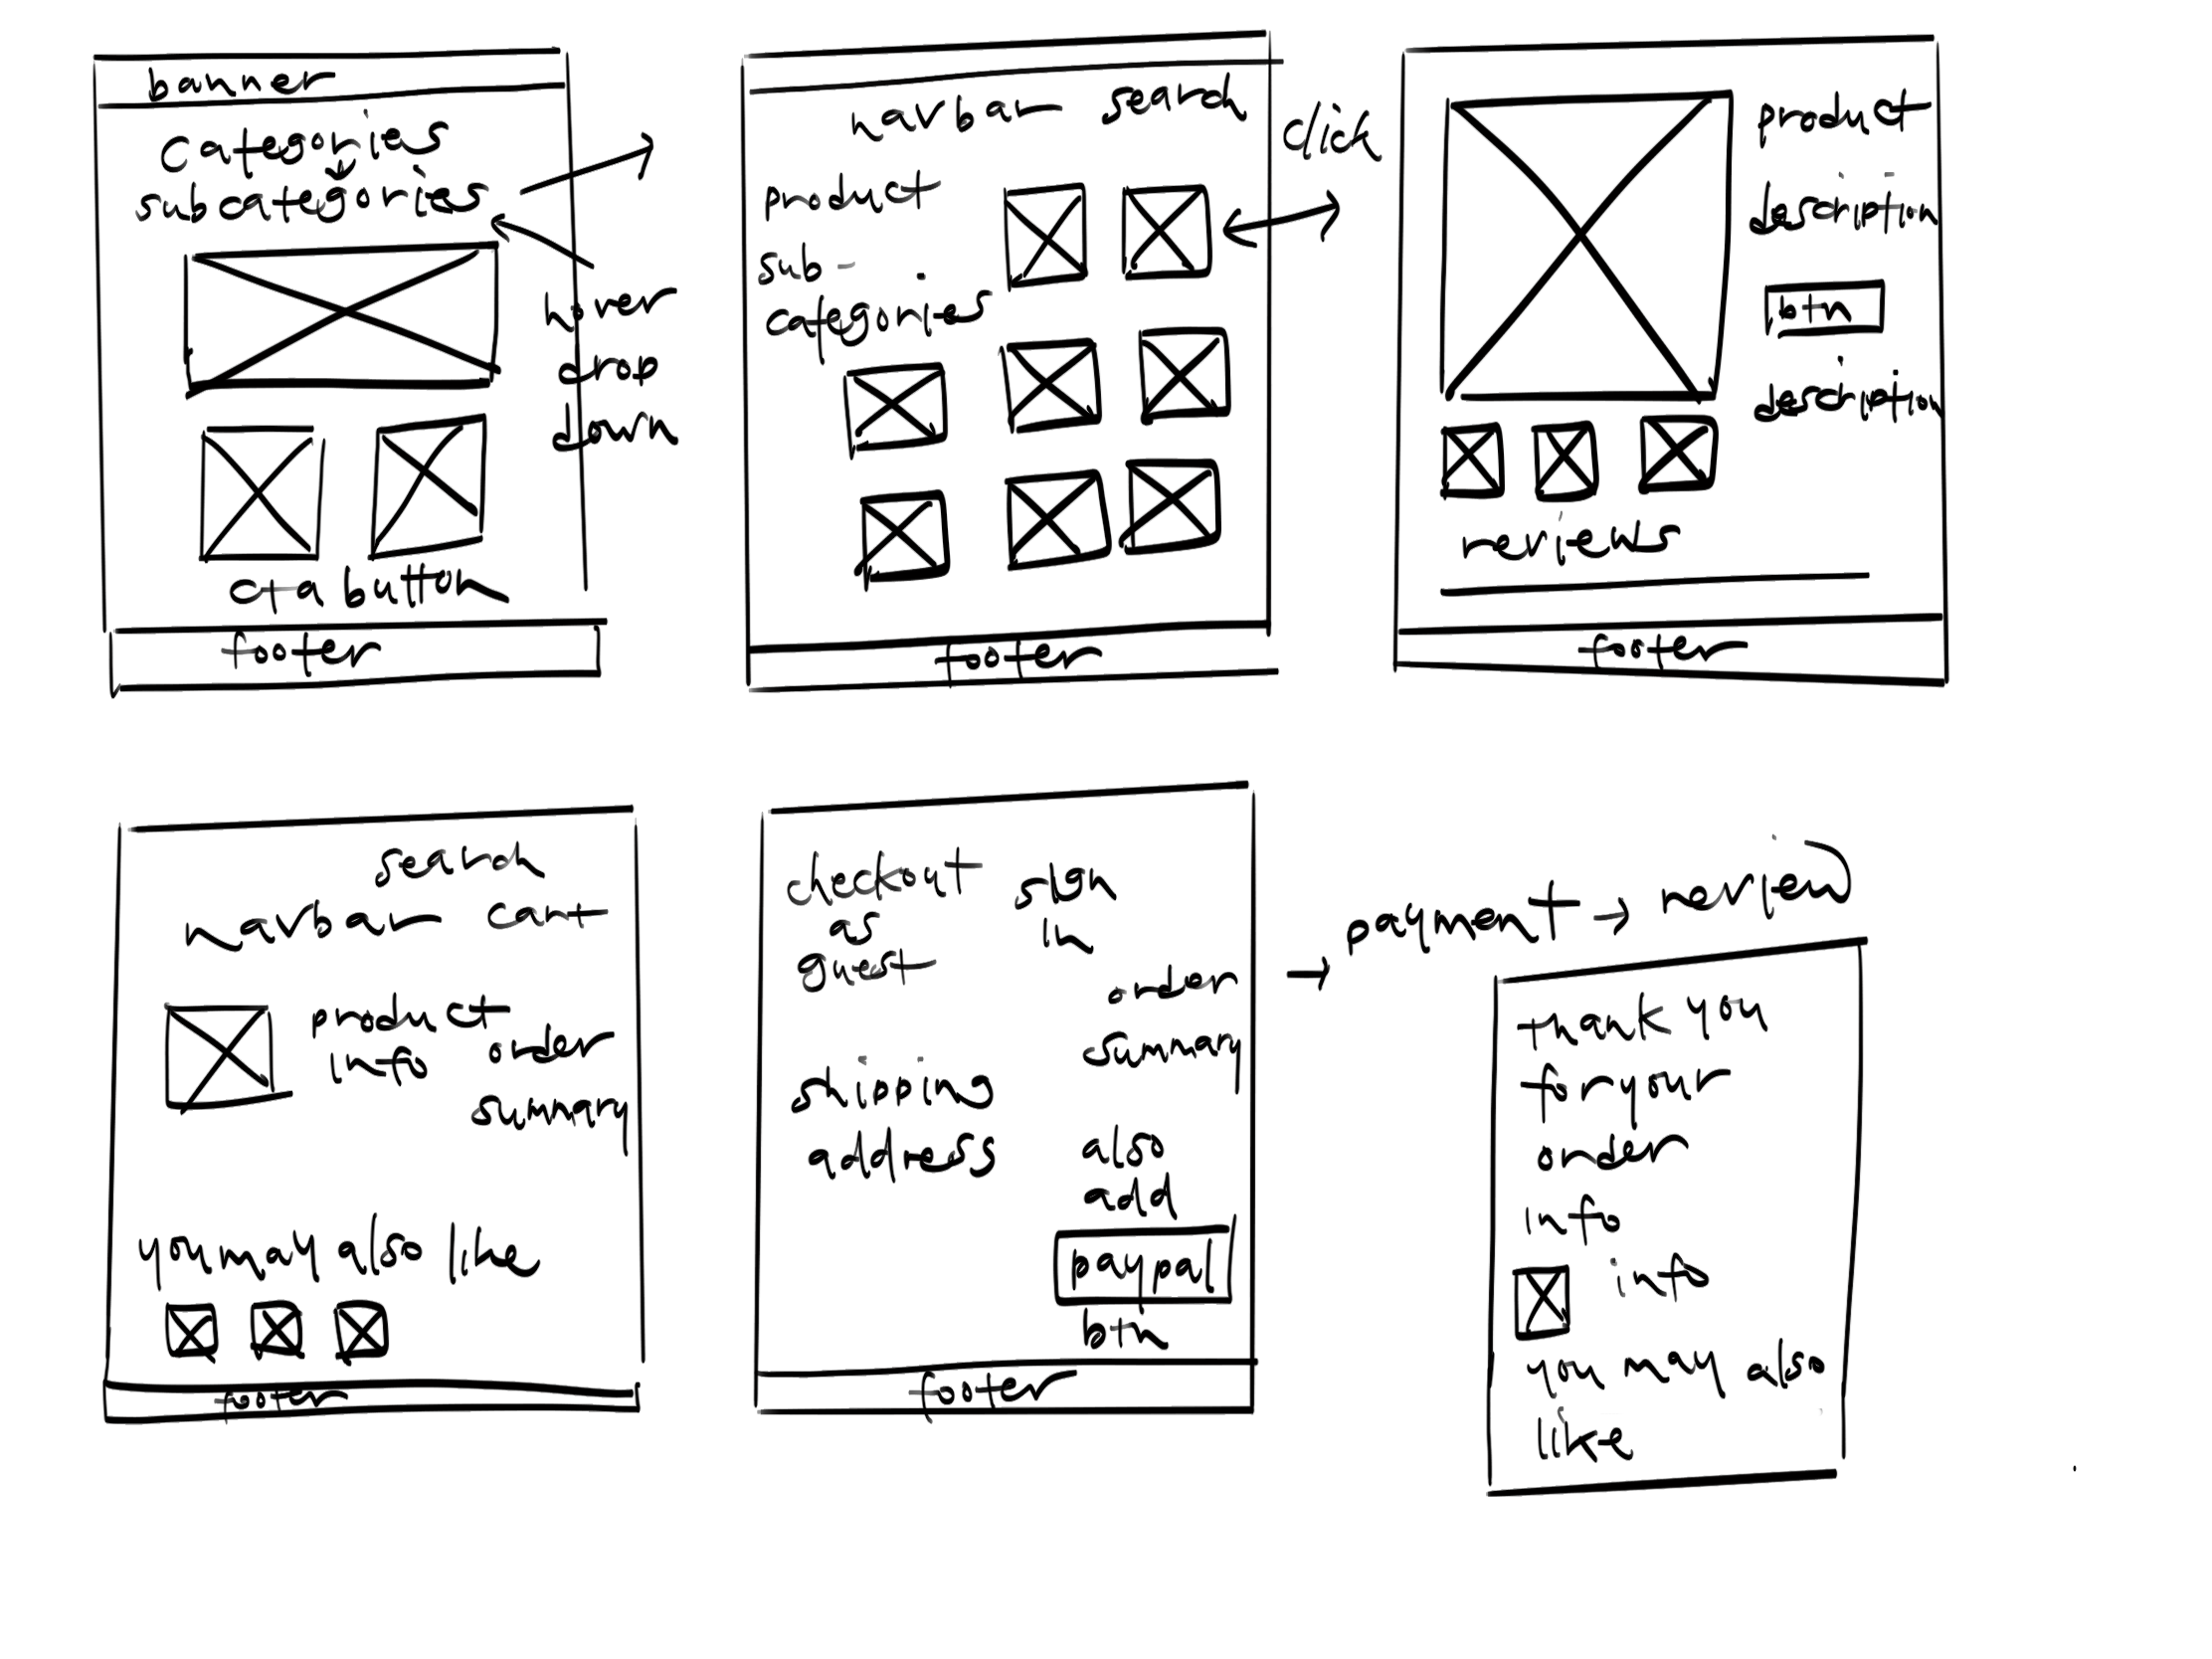 banner
categories
subcategories
hover
drop
down
cta button
footer
navbar search
product
sub-
categories
footer
click
product
description
btn
description
reviews
footer
search
navbar cart
product
info
order
summary
you may also like
footer
checkout
as
guest
sign
in
order
summary
shipping
address
also
add
paypal
btn
footer
→ payment → review
thank you
for your
order
info
info
you may also
like